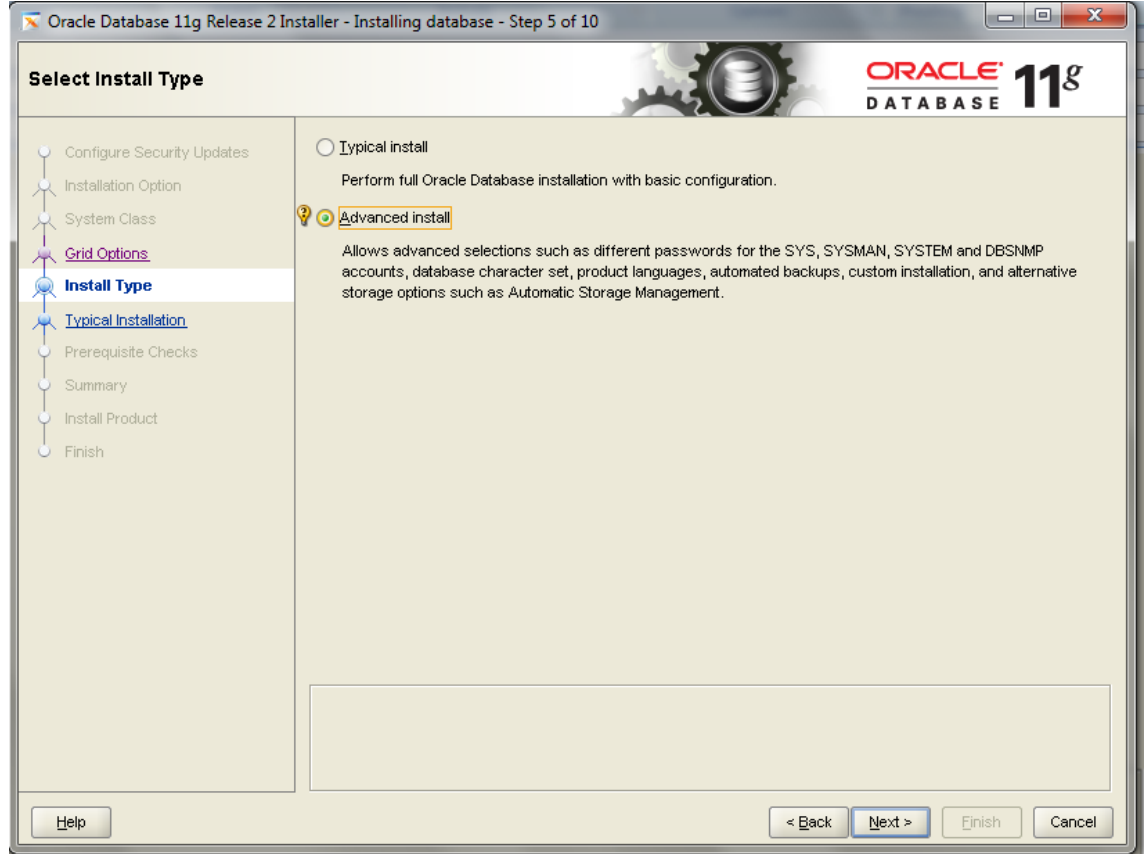 Oracle Database 11g Release 2 Installer - Installing database - Step 5 of 10
Select Install Type
ORACLE
DATABASE
11g
Configure Security Updates
Installation Option
System Class
Grid Options
Install Type
Typical Installation
Prerequisite Checks
Summary
Install Product
Finish
Typical install
Perform full Oracle Database installation with basic configuration.
Advanced install
Allows advanced selections such as different passwords for the SYS, SYSMAN, SYSTEM and DBSNMP
accounts, database character set, product languages, automated backups, custom installation, and alternative
storage options such as Automatic Storage Management.
Help
< Back
Next >
Finish
Cancel